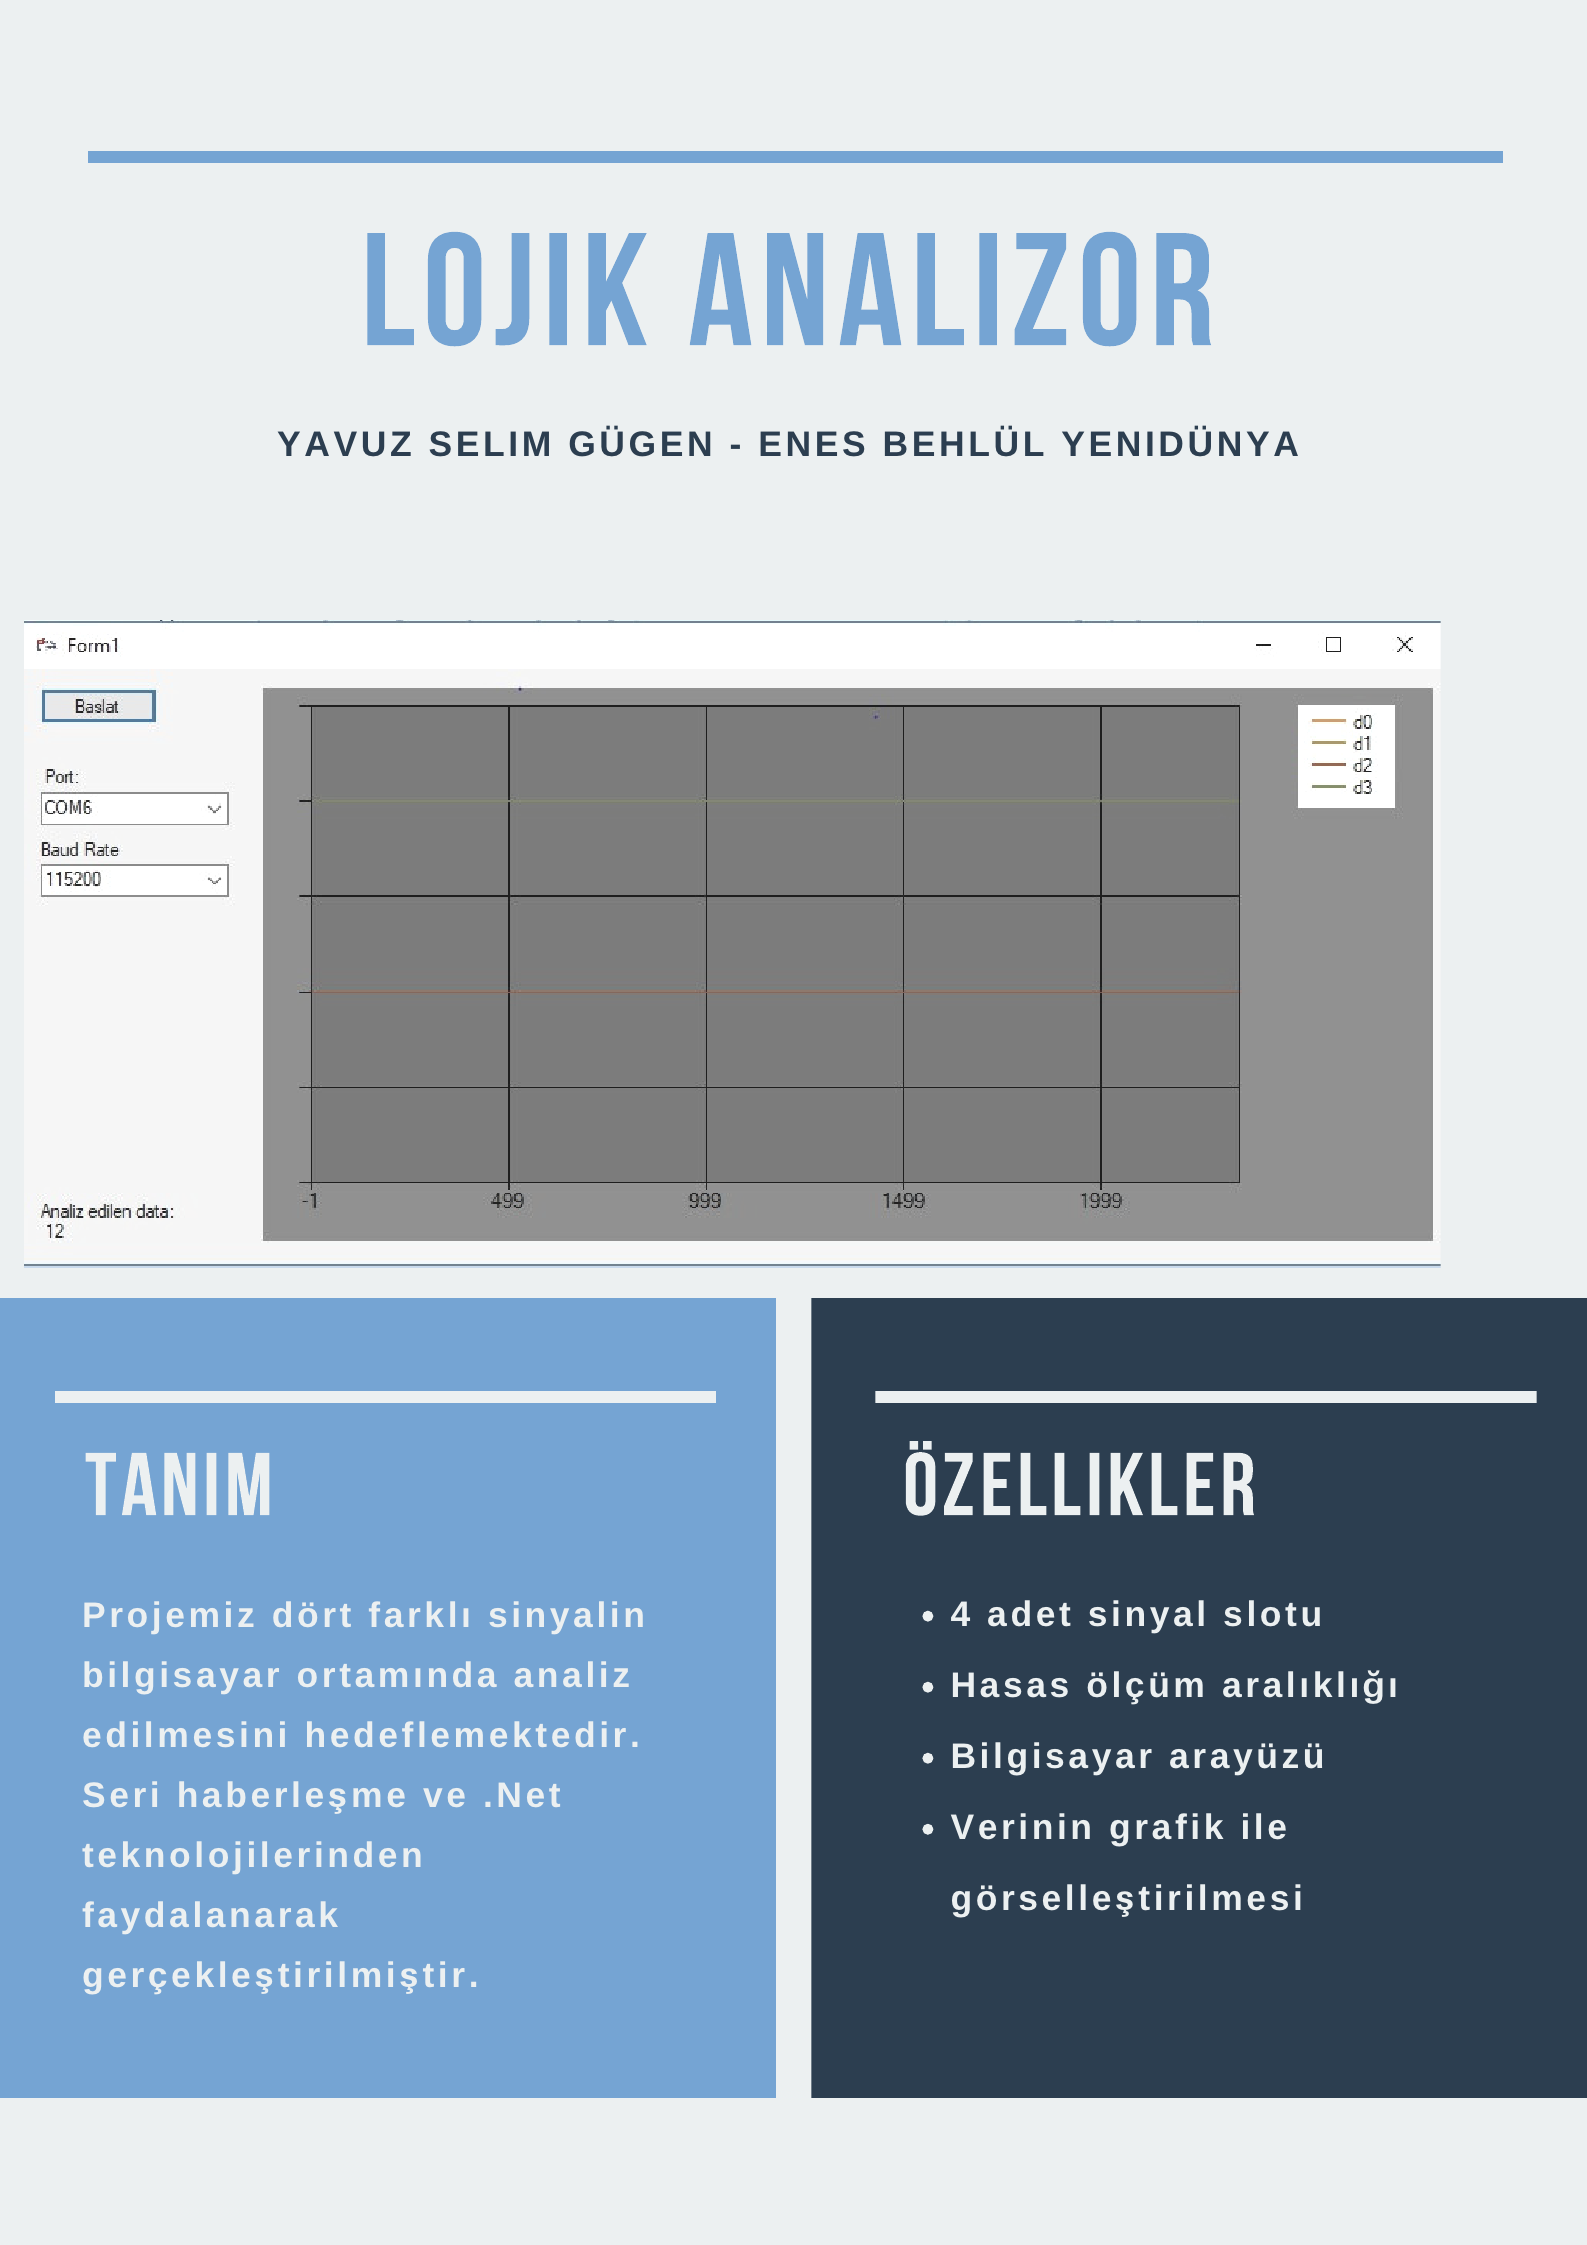 LOJIK ANALIZOR
YAVUZ SELIM GÜGEN - ENES BEHLÜL YENIDÜNYA
Form1
Baslat
Port:
COM6
Baud Rate
115200
d0
d1
d2
d3
-1 499 999 1499 1999
Analiz edilen data:
12
TANIM
Projemiz dört farklı sinyalin
bilgisayar ortamında analiz
edilmesini hedeflemektedir.
Seri haberleşme ve .Net
teknolojilerinden
faydalanarak
gerçekleştirilmiştir.
ÖZELLIKLER
• 4 adet sinyal slotu
• Hasas ölçüm aralıklığı
• Bilgisayar arayüzü
• Verinin grafik ile
görselleştirilmesi